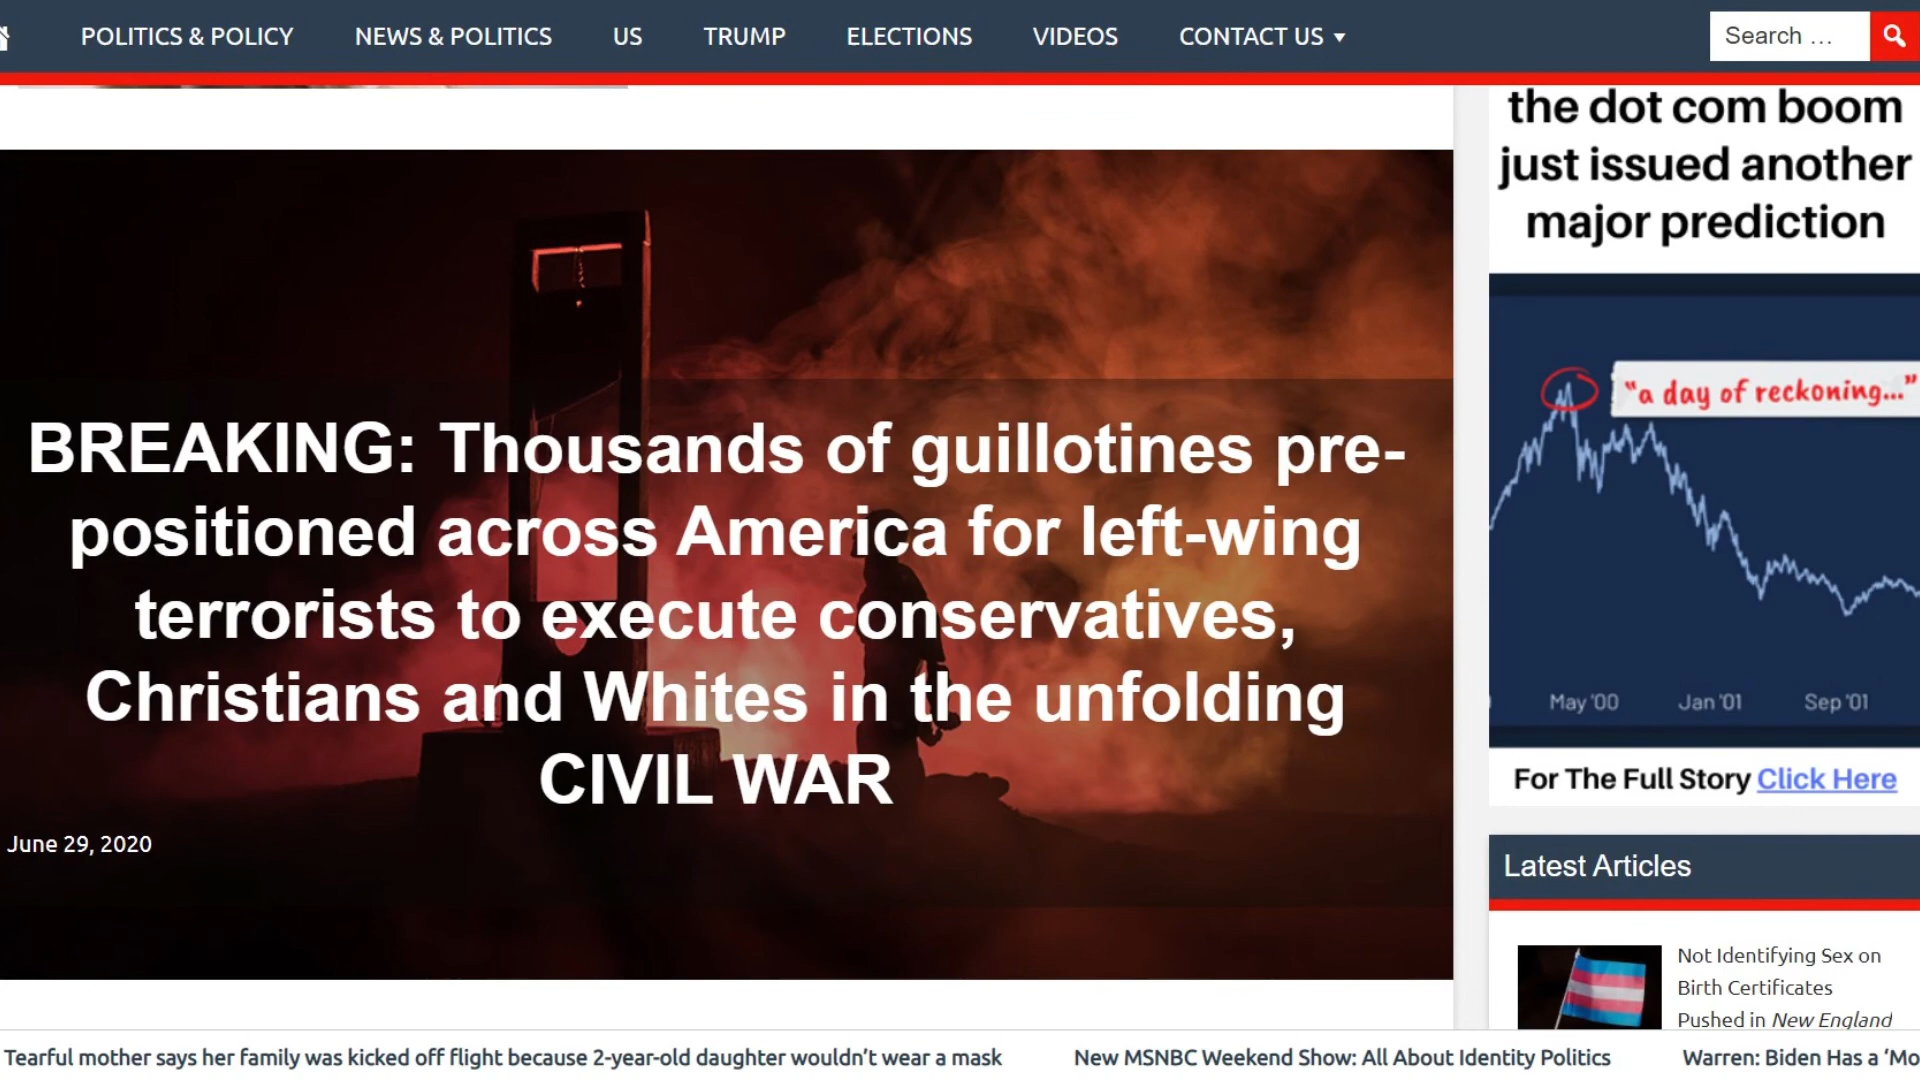 POLITICS & POLICY NEWS & POLITICS US TRUMP ELECTIONS VIDEOS CONTACT US ▼ Search …
BREAKING: Thousands of guillotines pre-
positioned across America for left-wing
terrorists to execute conservatives,
Christians and Whites in the unfolding
CIVIL WAR
June 29, 2020
the dot com boom
just issued another
major prediction
"a day of reckoning..."
May '00 Jan '01 Sep '01
For The Full Story Click Here
Latest Articles
Not Identifying Sex on
Birth Certificates
Pushed in New England
Tearful mother says her family was kicked off flight because 2-year-old daughter wouldn't wear a mask New MSNBC Weekend Show: All About Identity Politics Warren: Biden Has a 'Mo